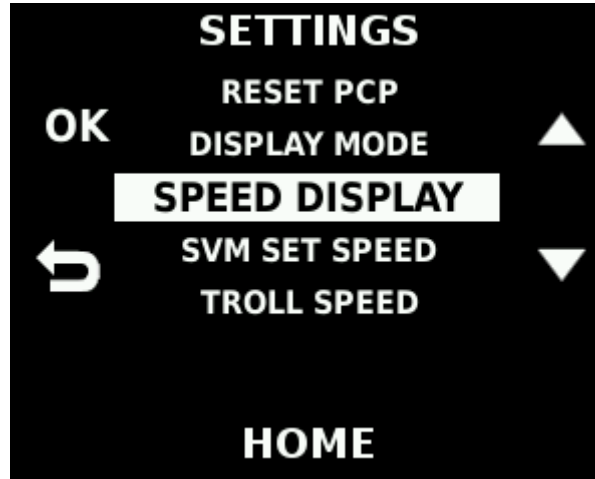 SETTINGS
RESET PCP
OK
DISPLAY MODE
SPEED DISPLAY
SVM SET SPEED
TROLL SPEED
HOME